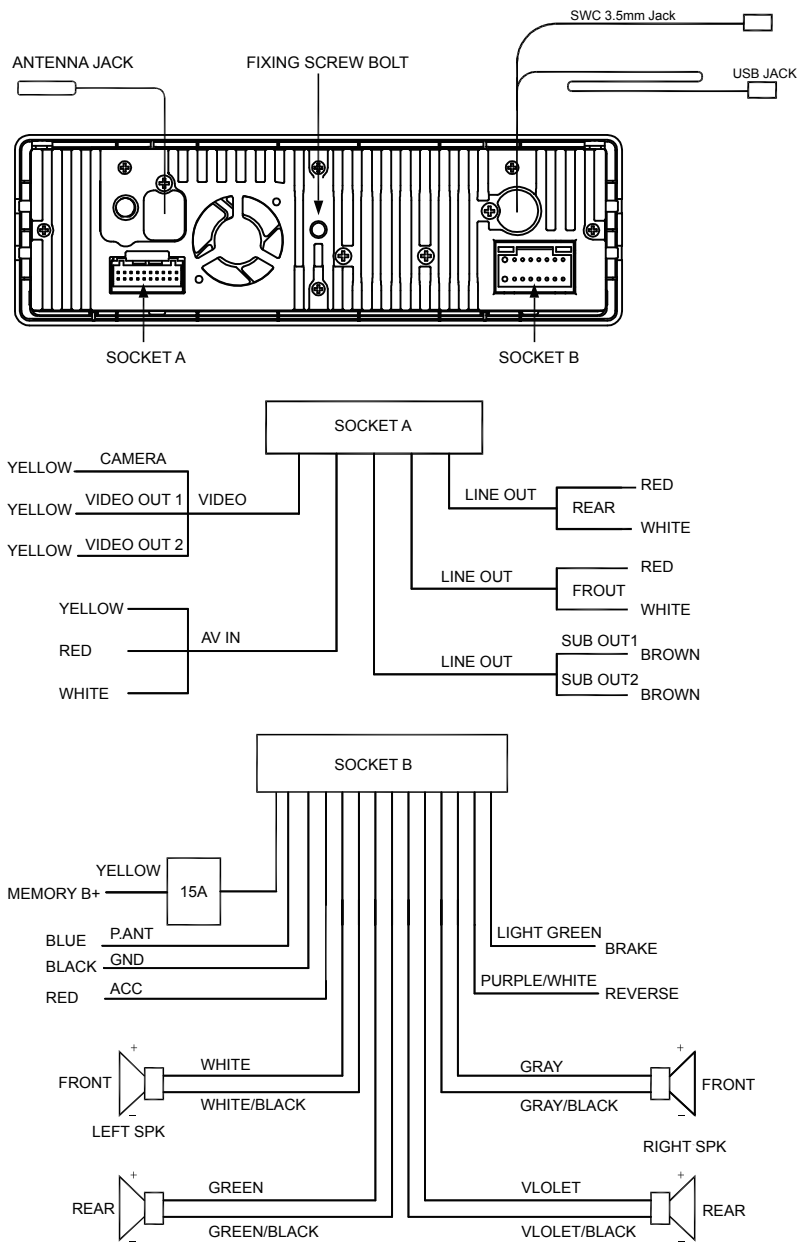 SWC 3.5mm Jack
ANTENNA JACK
FIXING SCREW BOLT
USB JACK
SOCKET A
SOCKET B
SOCKET A
CAMERA
YELLOW
VIDEO OUT 1
VIDEO
YELLOW
VIDEO OUT 2
YELLOW
YELLOW
RED
AV IN
WHITE
LINE OUT
RED
REAR
WHITE
LINE OUT
RED
FROUT
WHITE
LINE OUT
SUB OUT1
BROWN
SUB OUT2
BROWN
SOCKET B
YELLOW
MEMORY B+
15A
BLUE
P.ANT
BLACK
GND
RED
ACC
LIGHT GREEN
BRAKE
PURPLE/WHITE
REVERSE
+
FRONT
WHITE
WHITE/BLACK
–
LEFT SPK
+
GRAY
FRONT
GRAY/BLACK
–
RIGHT SPK
+
REAR
GREEN
GREEN/BLACK
–
+
VLOLET
REAR
VLOLET/BLACK
–